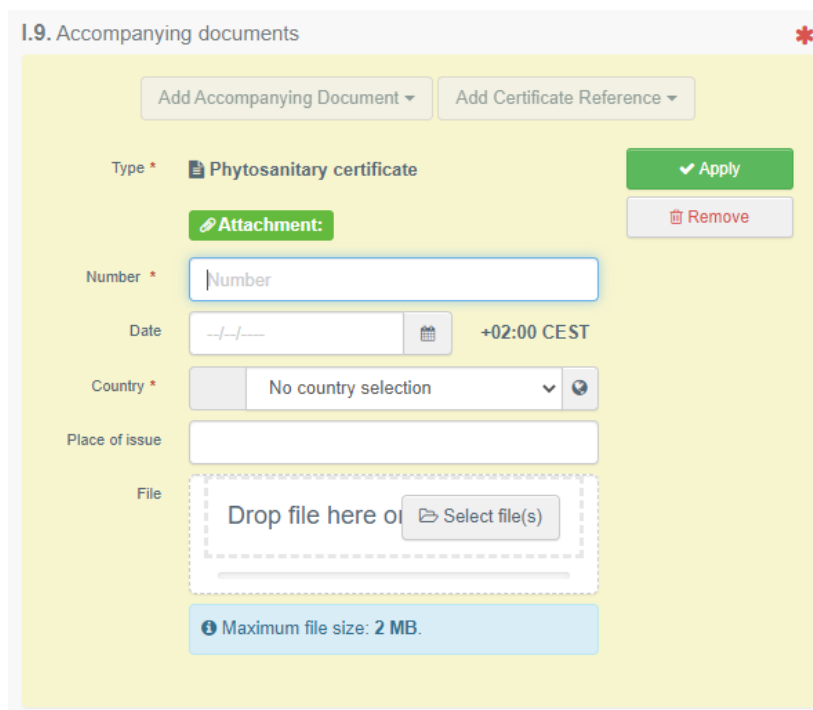 I.9. Accompanying documents *
Add Accompanying Document Add Certificate Reference
Type * Phytosanitary certificate Apply
Attachment: Remove
Number * Number
Date --/--/---- +02:00 CEST
Country * No country selection
Place of issue
File
Drop file here or Select file(s)
Maximum file size: 2 MB.